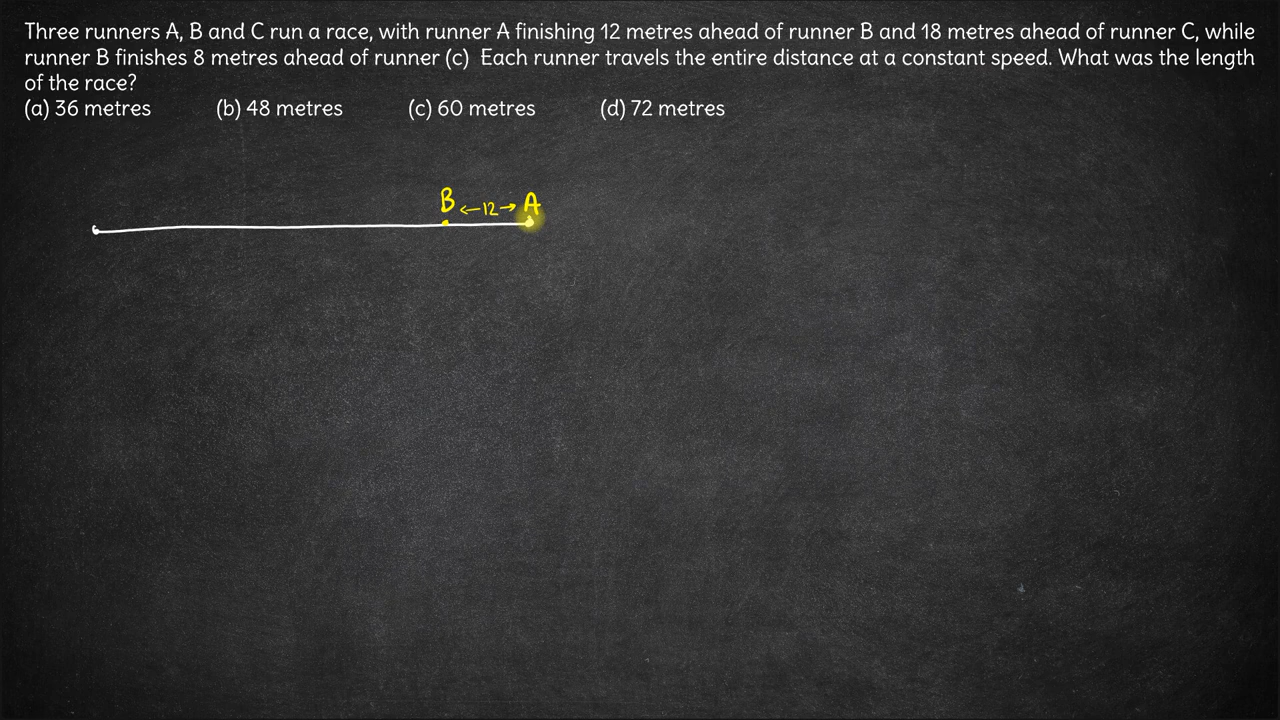 Three runners A, B and C run a race, with runner A finishing 12 metres ahead of runner B and 18 metres ahead of runner C, while
runner B finishes 8 metres ahead of runner (c) Each runner travels the entire distance at a constant speed. What was the length
of the race?
(a) 36 metres (b) 48 metres (c) 60 metres (d) 72 metres
B ←12→ A